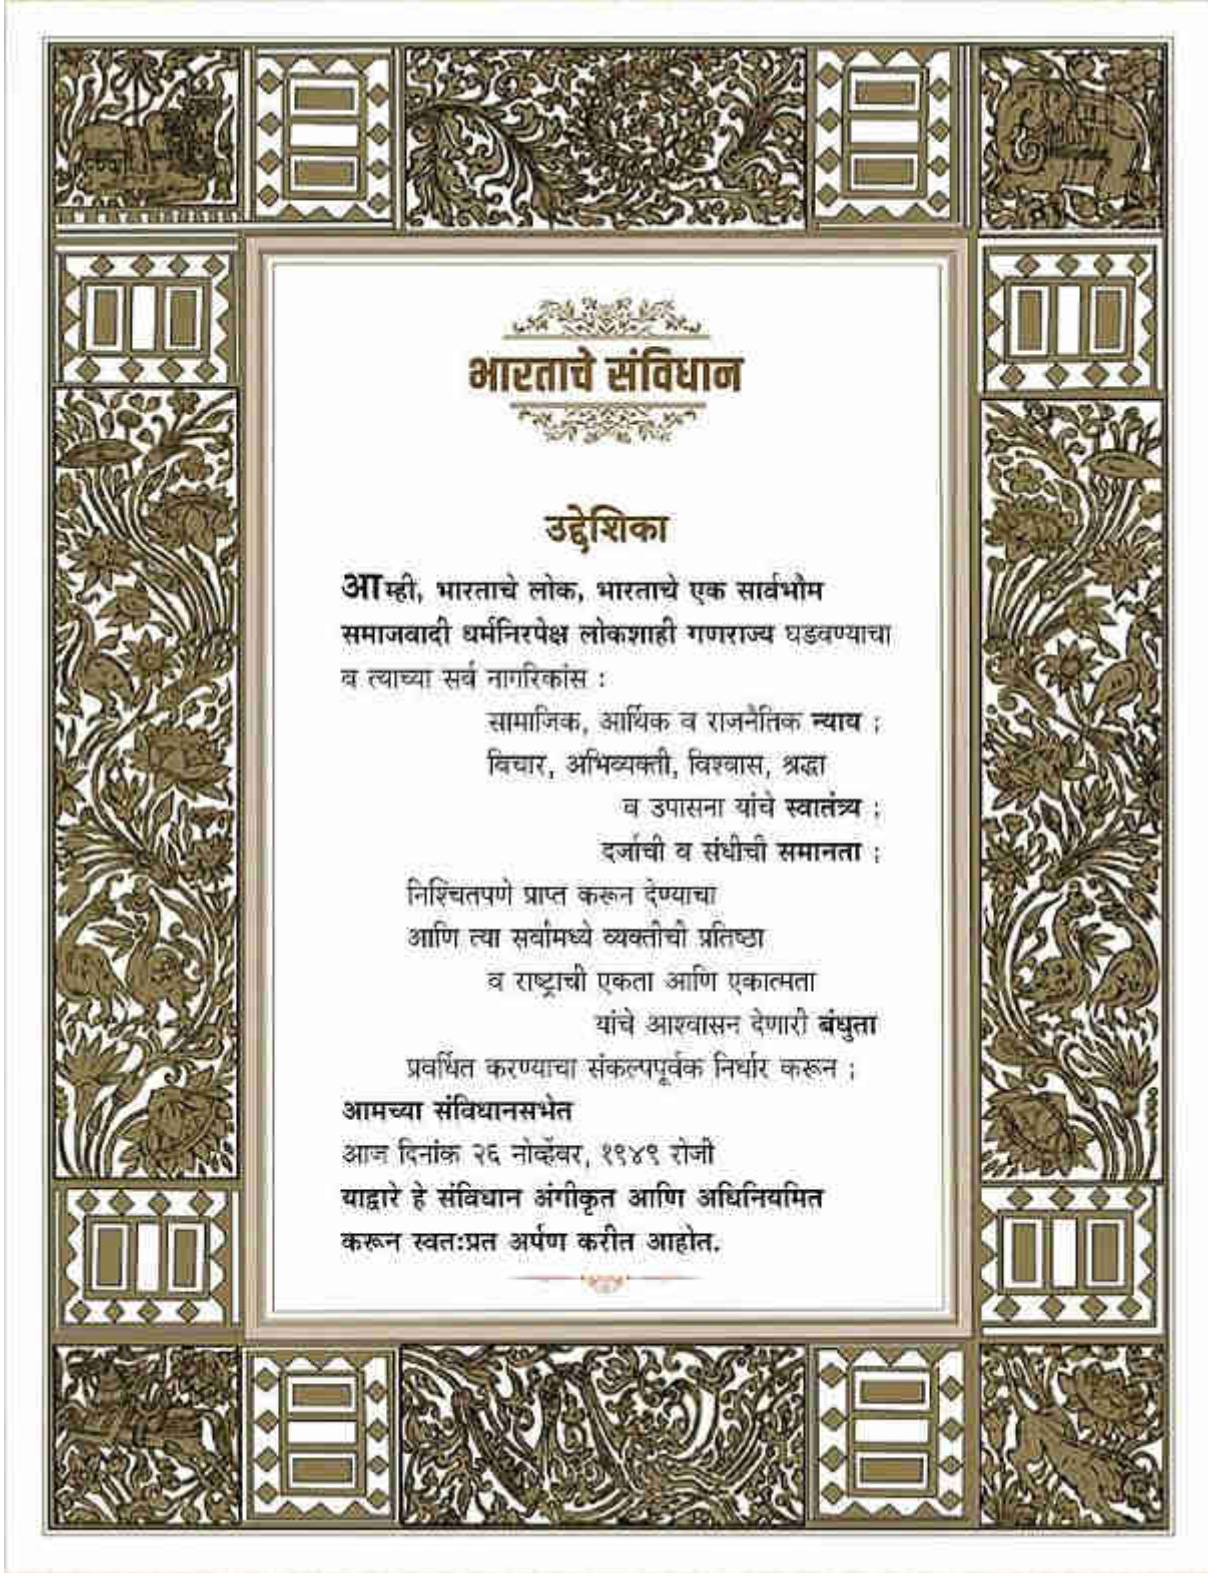 भारताचे संविधान
उद्देशिका
आम्ही, भारताचे लोक, भारताचे एक सार्वभौम
समाजवादी धर्मनिरपेक्ष लोकशाही गणराज्य घडवण्याचा
व त्याच्या सर्व नागरिकांस :
सामाजिक, आर्थिक व राजनैतिक न्याय ;
विचार, अभिव्यक्ती, विश्वास, श्रद्धा
व उपासना यांचे स्वातंत्र्य ;
दर्जाची व संधीची समानता ;
निश्चितपणे प्राप्त करून देण्याचा
आणि त्या सर्वांमध्ये व्यक्तीची प्रतिष्ठा
व राष्ट्राची एकता आणि एकात्मता
यांचे आश्वासन देणारी बंधुता
प्रवर्धित करण्याचा संकल्पपूर्वक निर्धार करून ;
आमच्या संविधानसभेत
आज दिनांक २६ नोव्हेंबर, १९४९ रोजी
याद्वारे हे संविधान अंगीकृत आणि अधिनियमित
करून स्वतःप्रत अर्पण करीत आहोत.